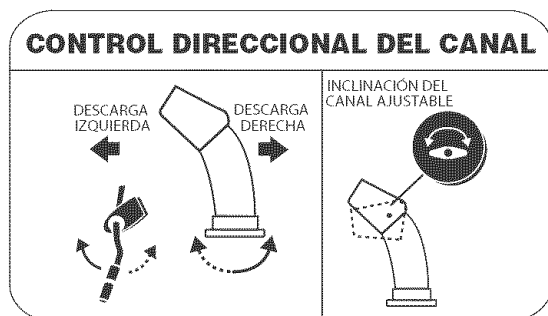 CONTROL DIRECCIONAL DEL CANAL
DESCARGA
IZQUIERDA
DESCARGA
DERECHA
INCLINACIÓN DEL
CANAL AJUSTABLE